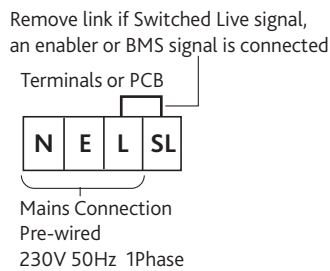 Remove link if Switched Live signal,
an enabler or BMS signal is connected
Terminals or PCB
N E L SL
Mains Connection
Pre-wired
230V 50Hz 1Phase